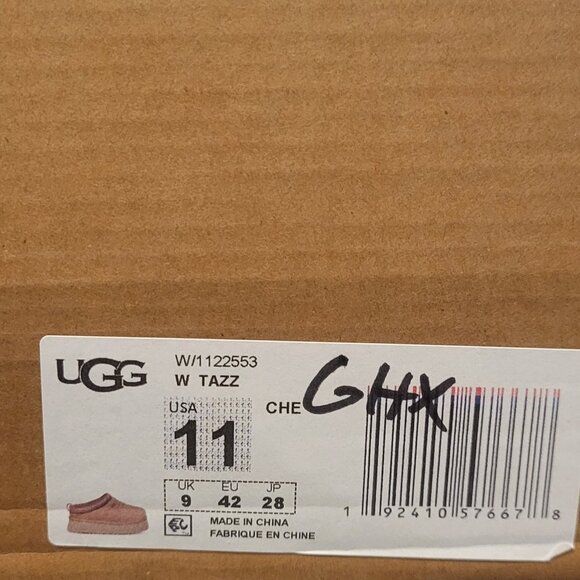 UGG
W/1122553
W TAZZ
USA
11
CHE
GHX
UK EU JP
9 42 28
MADE IN CHINA
FABRIQUE EN CHINE
1 92410 57667 8